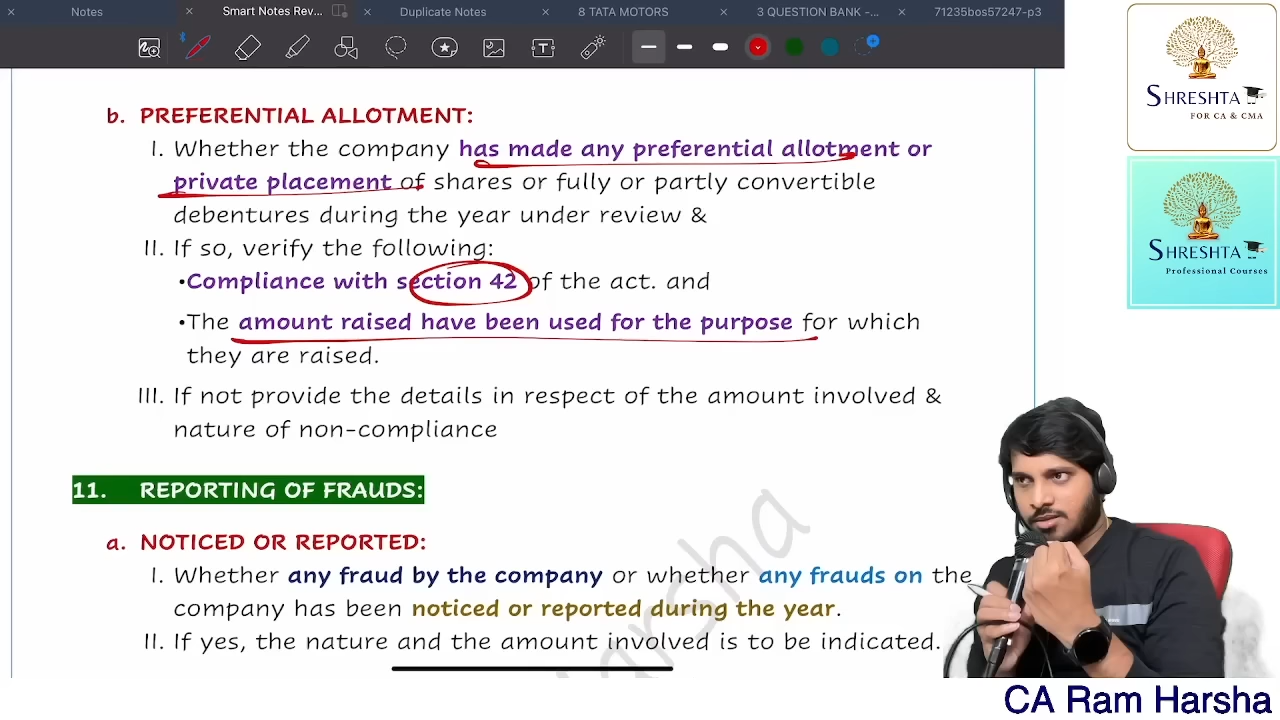 Notes
Smart Notes Rev...
Duplicate Notes
8 TATA MOTORS
3 QUESTION BANK -...
71235bos57247-p3
SHRESHTA
FOR CA & CMA
SHRESHTA
Professional Courses
b. PREFERENTIAL ALLOTMENT:
I. Whether the company has made any preferential allotment or
private placement of shares or fully or partly convertible
debentures during the year under review &
II. If so, verify the following:
•Compliance with section 42 of the act. and
•The amount raised have been used for the purpose for which
they are raised.
III. If not provide the details in respect of the amount involved &
nature of non-compliance
11. REPORTING OF FRAUDS:
a. NOTICED OR REPORTED:
I. Whether any fraud by the company or whether any frauds on the
company has been noticed or reported during the year.
II. If yes, the nature and the amount involved is to be indicated.
CA Ram Harsha